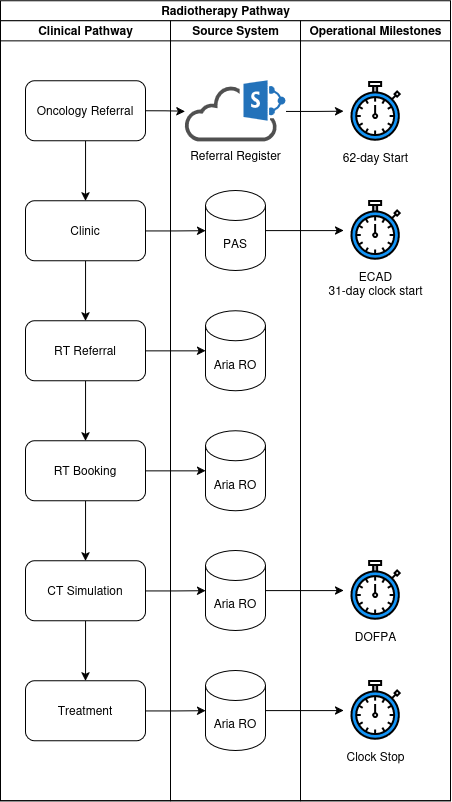 Radiotherapy Pathway
Clinical Pathway
Source System
Operational Milestones
Oncology Referral
S
Referral Register
62-day Start
Clinic
PAS
ECAD
31-day clock start
RT Referral
Aria RO
RT Booking
Aria RO
CT Simulation
Aria RO
DOFPA
Treatment
Aria RO
Clock Stop